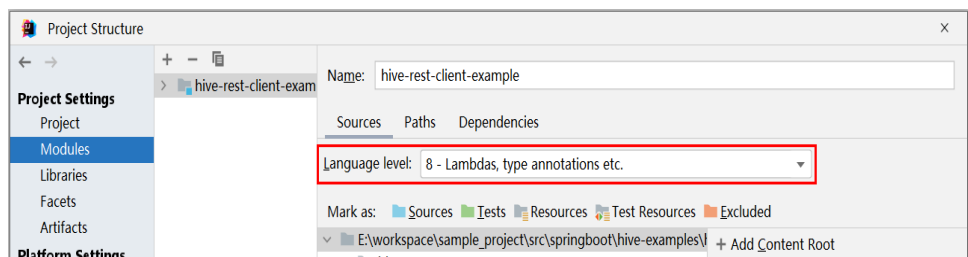 Project Structure
Project Settings
Project
Modules
Libraries
Facets
Artifacts
Platform Settings
hive-rest-client-exam
Name: hive-rest-client-example
Sources Paths Dependencies
Language level: 8 - Lambdas, type annotations etc.
Mark as: Sources Tests Resources Test Resources Excluded
E:\workspace\sample_project\src\springboot\hive-examples\
+ Add Content Root